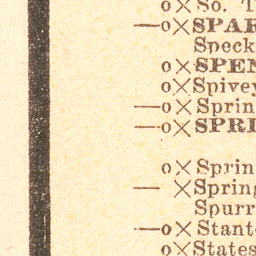 o×So. T
—o×SPAR
Speck
o×SPEN
o×Spivey
—o×Sprin
—o×SPRI
o×Sprin
— ×Spring
Spurr
—o×Stant
o×States